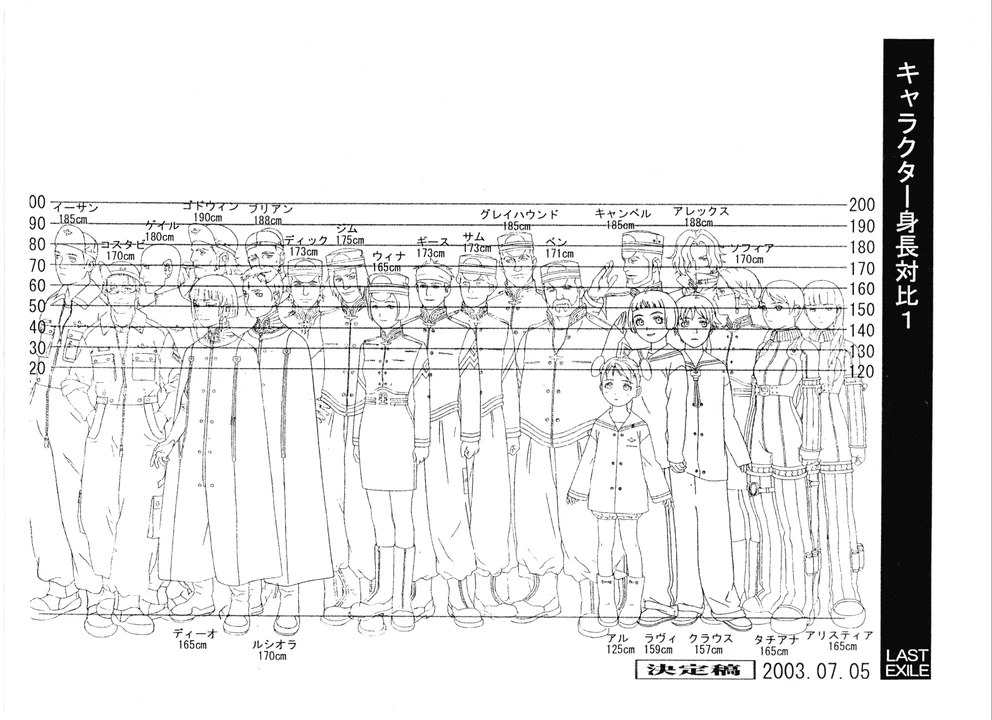 キャラクター身長対比1
00
90
80
70
60
50
40
30
20
200
190
180
170
160
150
140
130
120
イーサン
185cm
コスタビ
170cm
ゲイル
180cm
ゴドウィン
190cm
ブリアン
188cm
ディック
173cm
ジム
175cm
ウィナ
165cm
ギース
173cm
サム
173cm
グレイハウンド
185cm
ベン
171cm
キャンベル
185cm
アレックス
188cm
ソフィア
170cm
ディーオ
165cm
ルシオラ
170cm
アル
125cm
ラヴィ
159cm
クラウス
157cm
タチアナ
165cm
アリスティア
165cm
決定稿
2003.07.05
LAST
EXILE